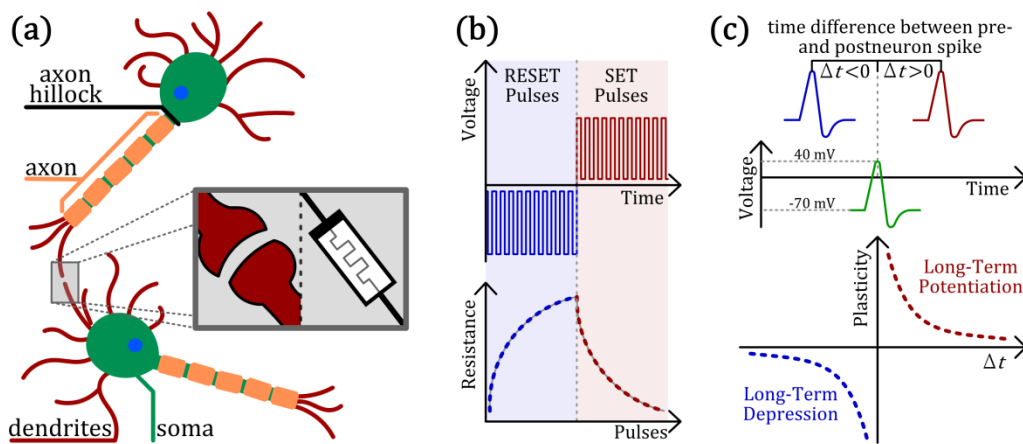 (a)
axon
hillock
axon
dendrites
soma
(b)
RESET
Pulses
SET
Pulses
Voltage
Time
Resistance
Pulses
(c)
time difference between pre-
and postneuron spike
Δt<0
Δt>0
40 mV
Voltage
Time
-70 mV
Plasticity
Long-Term
Potentiation
Δt
Long-Term
Depression